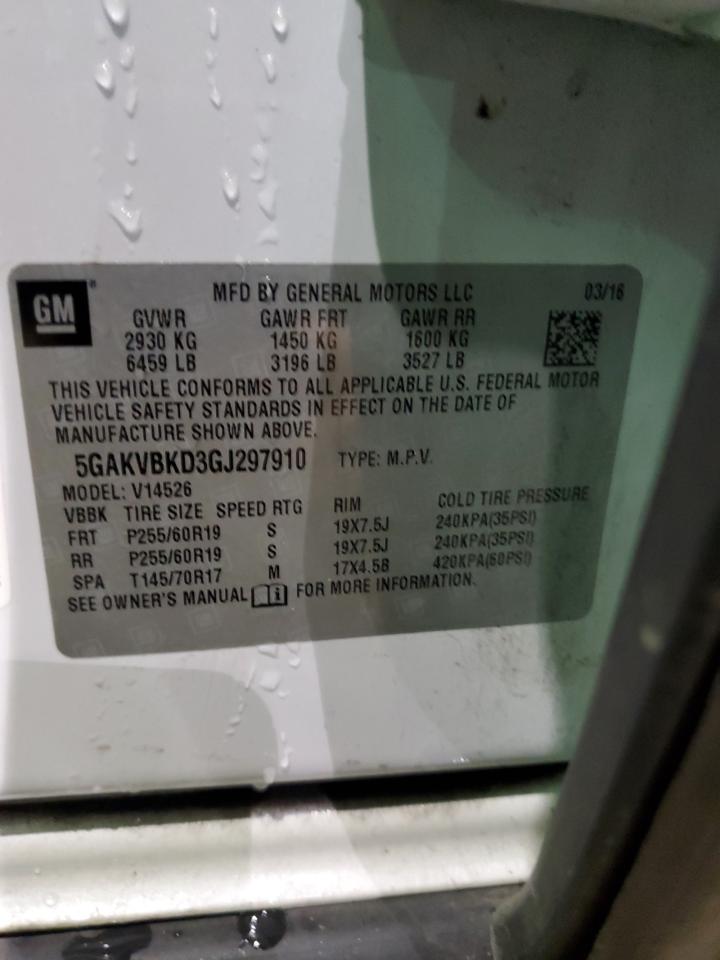 GM ® MFD BY GENERAL MOTORS LLC 03/16
GVWR GAWR FRT GAWR RR
2930 KG 1450 KG 1600 KG
6459 LB 3196 LB 3527 LB
THIS VEHICLE CONFORMS TO ALL APPLICABLE U.S. FEDERAL MOTOR
VEHICLE SAFETY STANDARDS IN EFFECT ON THE DATE OF
MANUFACTURE SHOWN ABOVE.
5GAKVBKD3GJ297910 TYPE: M.P.V.
MODEL: V14526
VBBK TIRE SIZE SPEED RTG RIM COLD TIRE PRESSURE
FRT P255/60R19 S 19X7.5J 240KPA(35PSI)
RR P255/60R19 S 19X7.5J 240KPA(35PSI)
SPA T145/70R17 M 17X4.5B 420KPA(60PSI)
SEE OWNER'S MANUAL i FOR MORE INFORMATION.